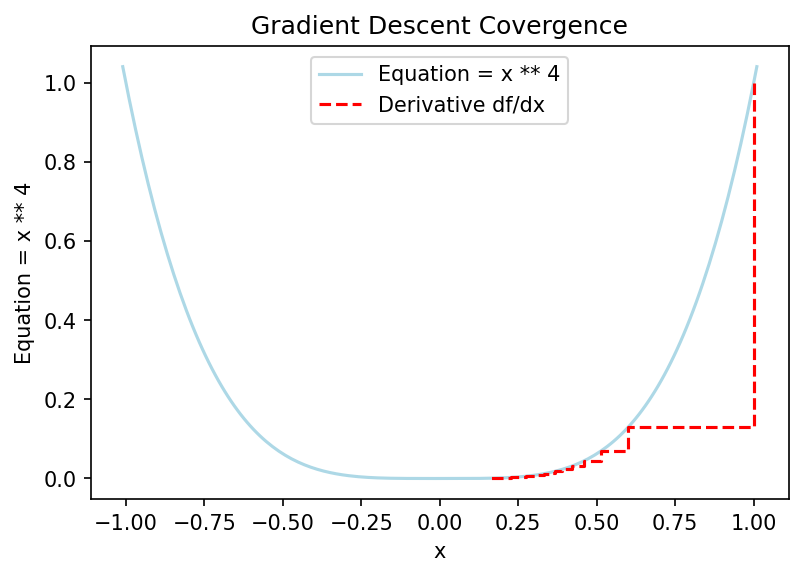 Gradient Descent Covergence
Equation = x ** 4
Derivative df/dx
Equation = x ** 4
1.0
0.8
0.6
0.4
0.2
0.0
−1.00 −0.75 −0.50 −0.25 0.00 0.25 0.50 0.75 1.00
x